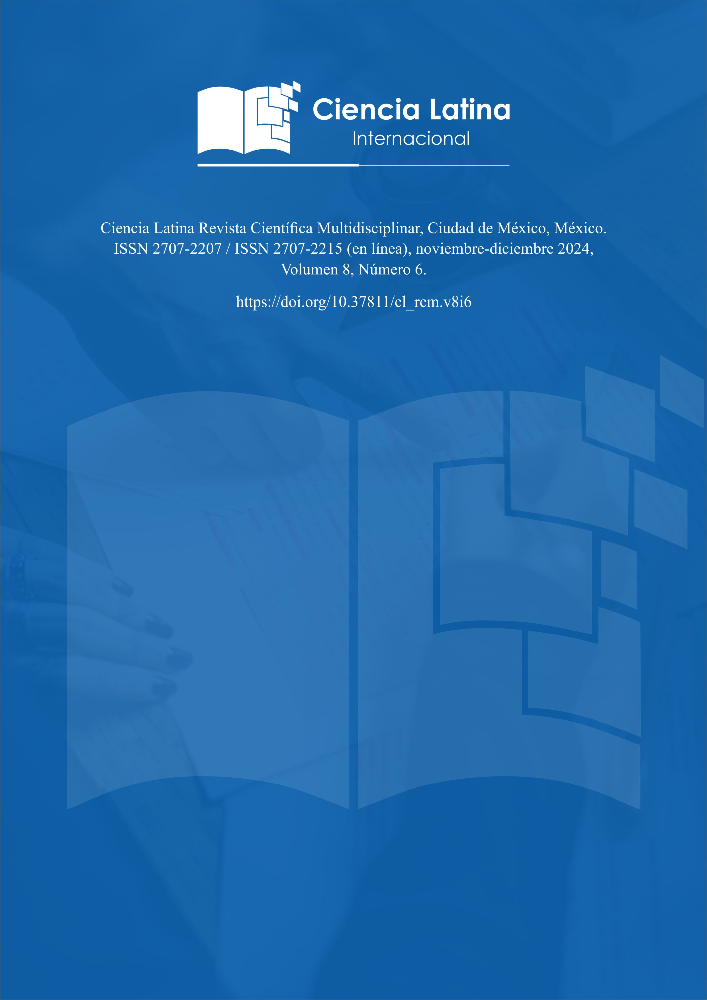 Ciencia Latina
Internacional
Ciencia Latina Revista Científica Multidisciplinar, Ciudad de México, México.
ISSN 2707-2207 / ISSN 2707-2215 (en línea), noviembre-diciembre 2024,
Volumen 8, Número 6.
https://doi.org/10.37811/cl_rcm.v8i6